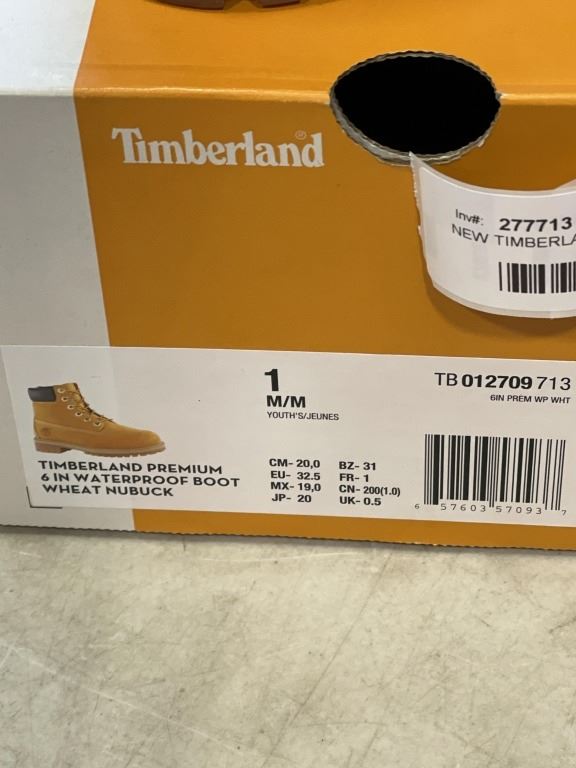 Timberland®
Inv#: 277713
NEW TIMBERLA
1
M/M
YOUTH'S/JEUNES
TB 012709 713
6IN PREM WP WHT
TIMBERLAND PREMIUM
6 IN WATERPROOF BOOT
WHEAT NUBUCK
CM- 20,0 BZ- 31
EU- 32.5 FR- 1
MX- 19,0 CN- 200(1.0)
JP- 20 UK- 0.5
6 57603 57093 7